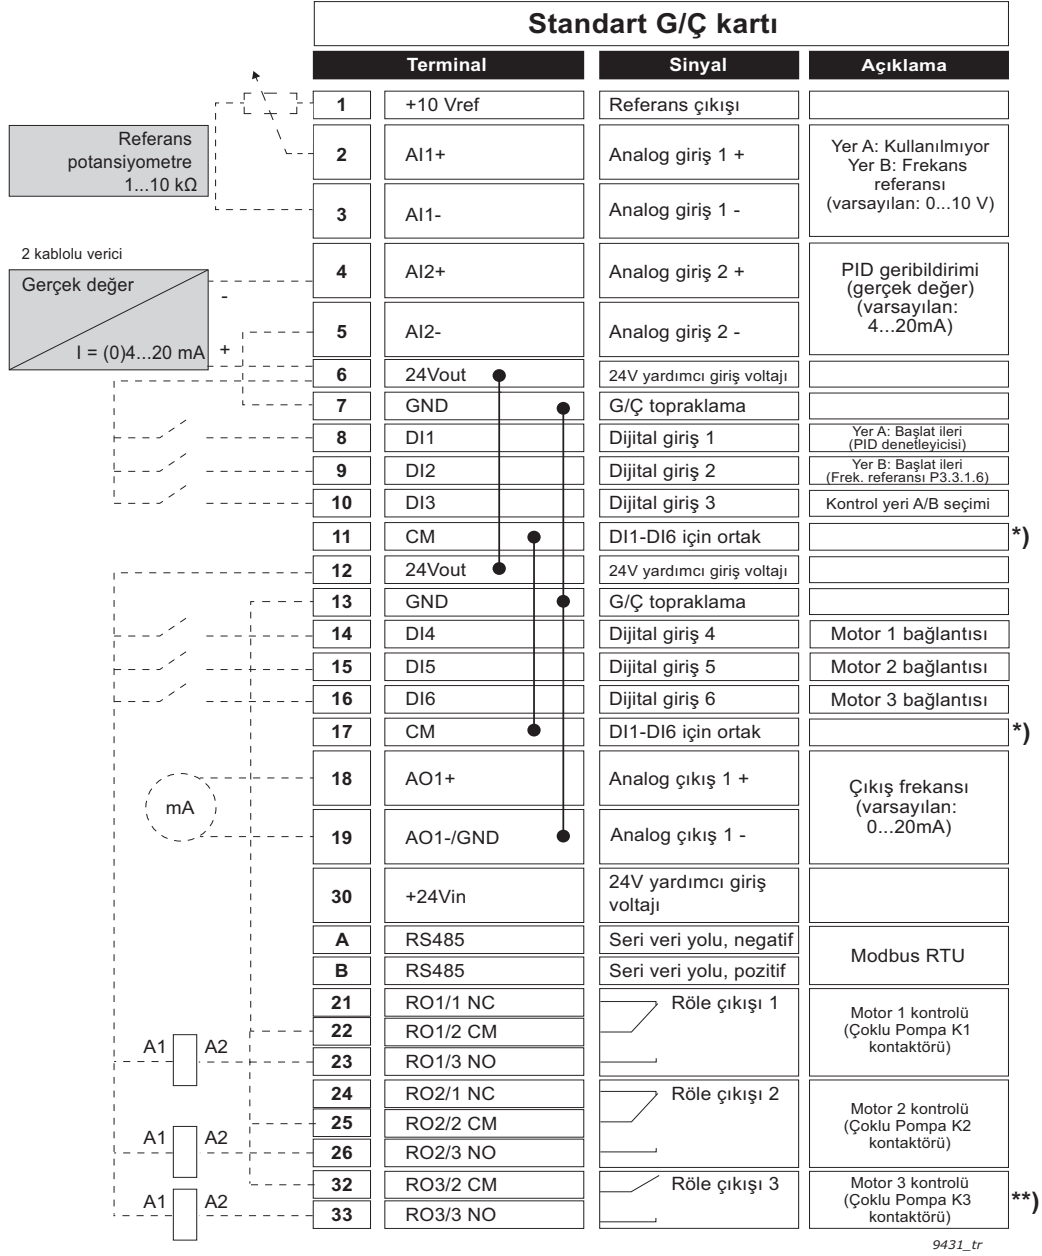 Standart G/Ç kartı
Terminal Sinyal Açıklama
1 +10 Vref Referans çıkışı
Referans
potansiyometre
1...10 kΩ
2 AI1+ Analog giriş 1 +
3 AI1- Analog giriş 1 -
Yer A: Kullanılmıyor
Yer B: Frekans
referansı
(varsayılan: 0...10 V)
2 kablolu verici
Gerçek değer
-
I = (0)4...20 mA
+
4 AI2+ Analog giriş 2 +
5 AI2- Analog giriş 2 -
PID geribildirimi
(gerçek değer)
(varsayılan:
4...20mA)
6 24Vout 24V yardımcı giriş voltajı
7 GND G/Ç topraklama
8 DI1 Dijital giriş 1
Yer A: Başlat ileri
(PID denetleyicisi)
9 DI2 Dijital giriş 2
Yer B: Başlat ileri
(Frek. referansı P3.3.1.6)
10 DI3 Dijital giriş 3 Kontrol yeri A/B seçimi
11 CM DI1-DI6 için ortak *)
12 24Vout 24V yardımcı giriş voltajı
13 GND G/Ç topraklama
14 DI4 Dijital giriş 4 Motor 1 bağlantısı
15 DI5 Dijital giriş 5 Motor 2 bağlantısı
16 DI6 Dijital giriş 6 Motor 3 bağlantısı
17 CM DI1-DI6 için ortak *)
mA
18 AO1+ Analog çıkış 1 +
19 AO1-/GND Analog çıkış 1 -
Çıkış frekansı
(varsayılan:
0...20mA)
30 +24Vin 24V yardımcı giriş
voltajı
A RS485 Seri veri yolu, negatif
B RS485 Seri veri yolu, pozitif
Modbus RTU
21 RO1/1 NC Röle çıkışı 1
22 RO1/2 CM
A1 A2
23 RO1/3 NO
Motor 1 kontrolü
(Çoklu Pompa K1
kontaktörü)
24 RO2/1 NC Röle çıkışı 2
25 RO2/2 CM
A1 A2
26 RO2/3 NO
Motor 2 kontrolü
(Çoklu Pompa K2
kontaktörü)
32 RO3/2 CM Röle çıkışı 3
A1 A2
33 RO3/3 NO
Motor 3 kontrolü
(Çoklu Pompa K3
kontaktörü)
**)
9431_tr